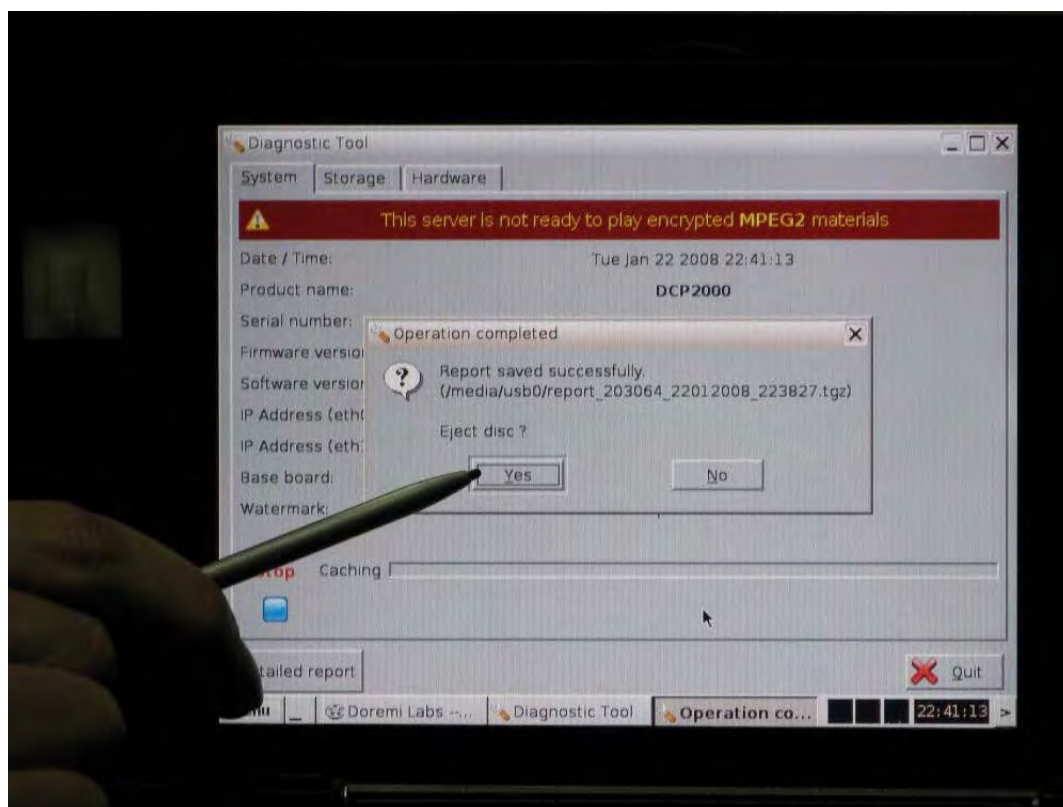 Diagnostic Tool
System Storage Hardware
This server is not ready to play encrypted MPEG2 materials
Date / Time: Tue Jan 22 2008 22:41:13
Product name: DCP2000
Serial number:
Operation completed
Firmware versio
Report saved successfully.
Software version
(/media/usb0/report_203064_22012008_223827.tgz)
IP Address (eth0
Eject disc ?
IP Address (eth
Base board:
Yes No
Watermark:
Caching
tailed report
Quit
Doremi Labs --... Diagnostic Tool Operation co... 22:41:13 >